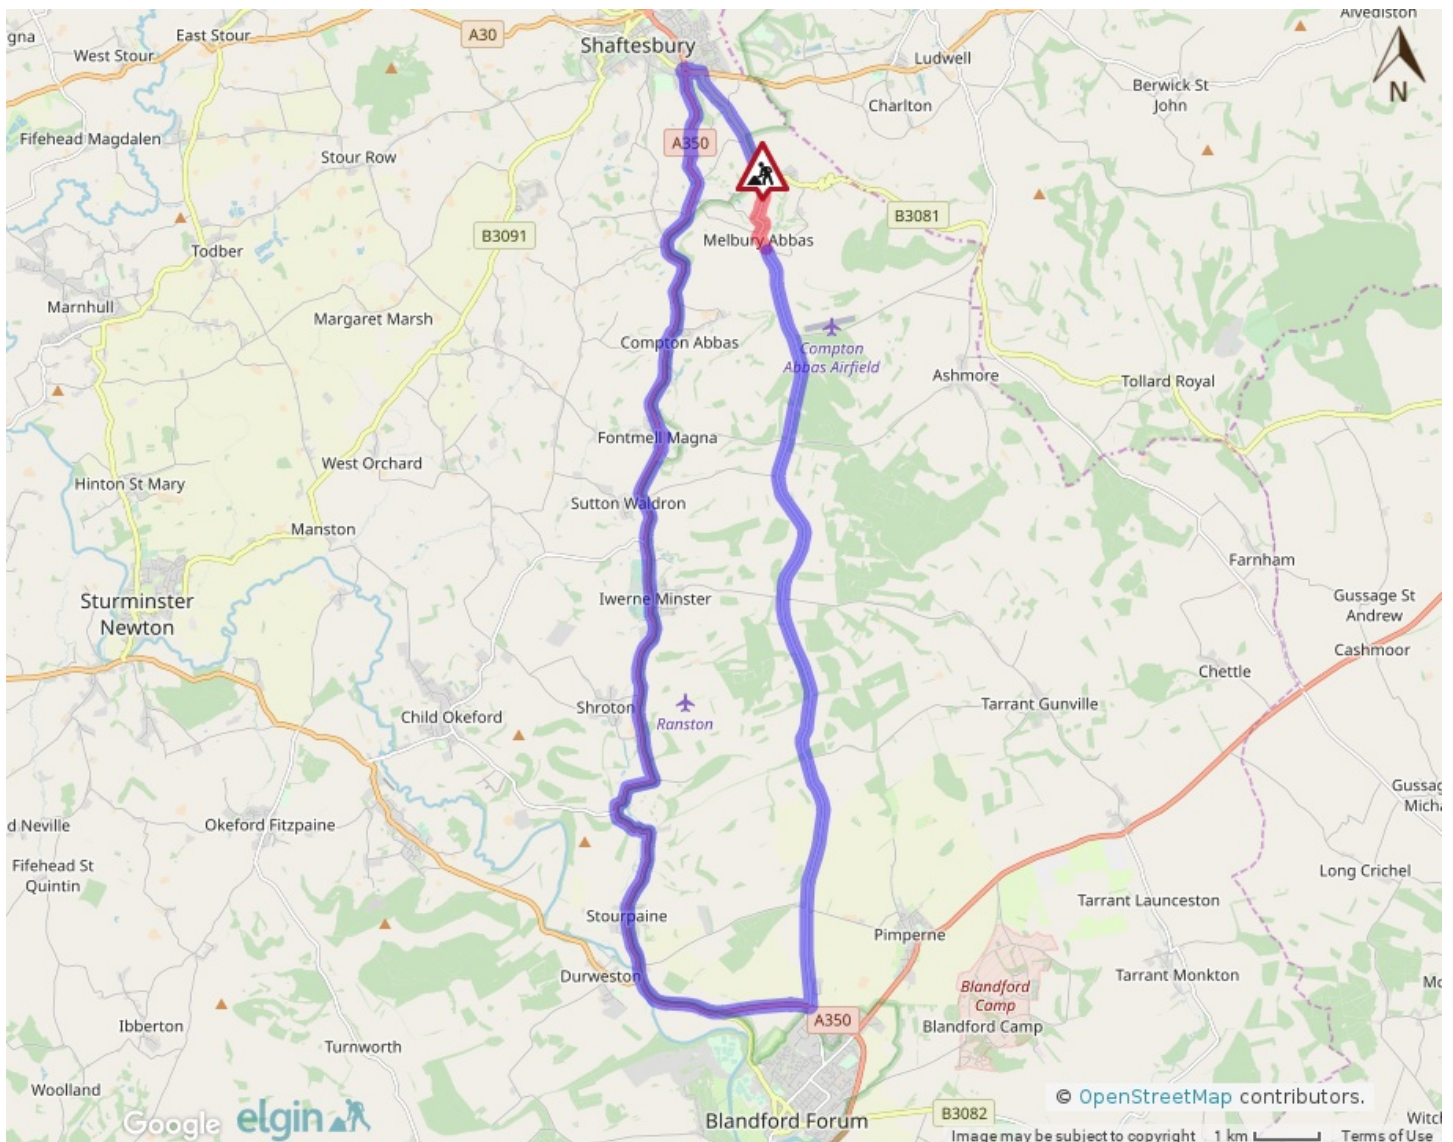 Alvediston
gna
East Stour
A30
Shaftesbury
West Stour
Ludwell
Berwick St
John
N
Charlton
Fifehead Magdalen
Stour Row
A350
B3081
B3091
Melbury Abbas
Todber
Marnhull
Margaret Marsh
Compton Abbas
Compton
Abbas Airfield
Ashmore
Tollard Royal
Fontmell Magna
West Orchard
Hinton St Mary
Sutton Waldron
Manston
Farnham
Sturminster
Newton
Iwerne Minster
Gussage St
Andrew
Cashmoor
Chettle
Shroton
Child Okeford
Ranston
Tarrant Gunville
Gussag
Micha
d Neville
Okeford Fitzpaine
Fifehead St
Quintin
Long Crichel
Tarrant Launceston
Stourpaine
Pimperne
Durweston
Tarrant Monkton
Blandford
Camp
Mo
A350
Blandford Camp
Ibberton
Turnworth
Woolland
© OpenStreetMap contributors.
Google
elgin
Blandford Forum
B3082
Witc
Image may be subject to copyright
1 km
Terms of Use